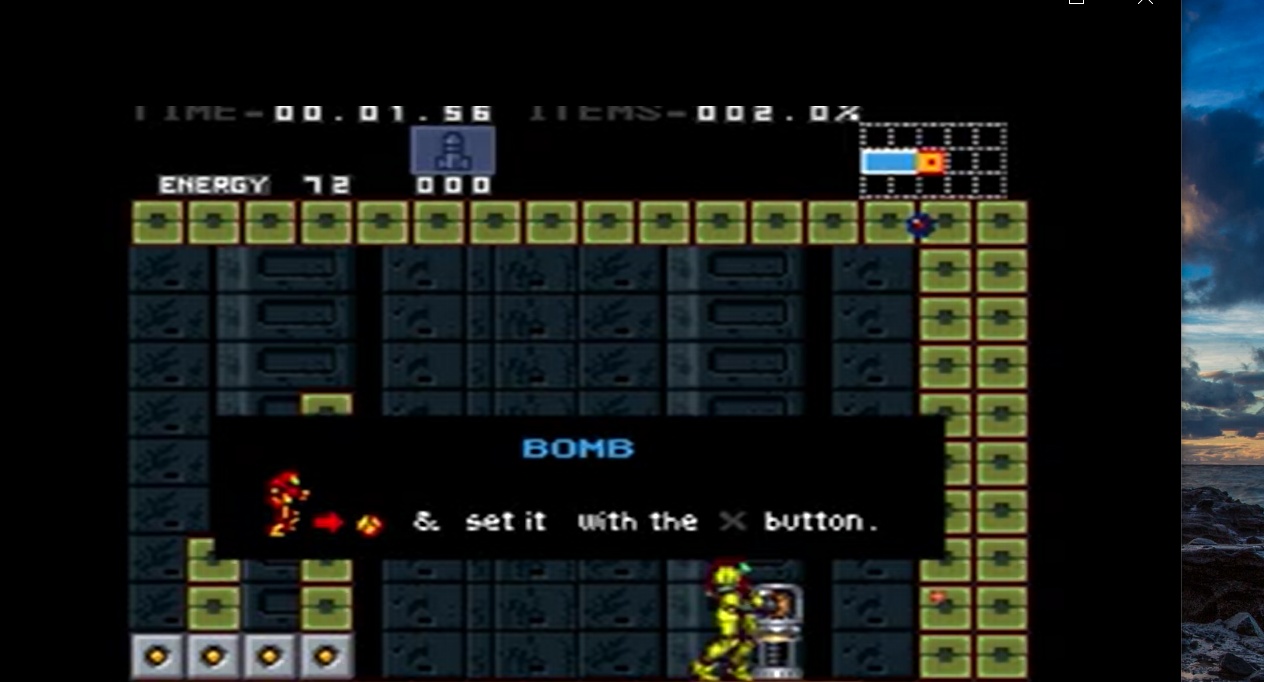 TIME-00.01.56 ITEMS-002.0%
ENERGY 72 000
BOMB
& set it with the X button.